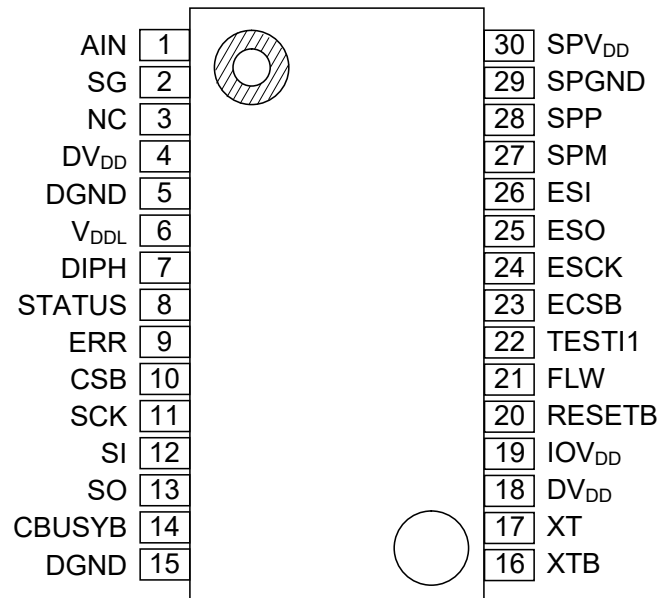 AIN 1 30 SPVDD
SG 2 29 SPGND
NC 3 28 SPP
DVDD 4 27 SPM
DGND 5 26 ESI
VDDL 6 25 ESO
DIPH 7 24 ESCK
STATUS 8 23 ECSB
ERR 9 22 TESTI1
CSB 10 21 FLW
SCK 11 20 RESETB
SI 12 19 IOVDD
SO 13 18 DVDD
CBUSYB 14 17 XT
DGND 15 16 XTB